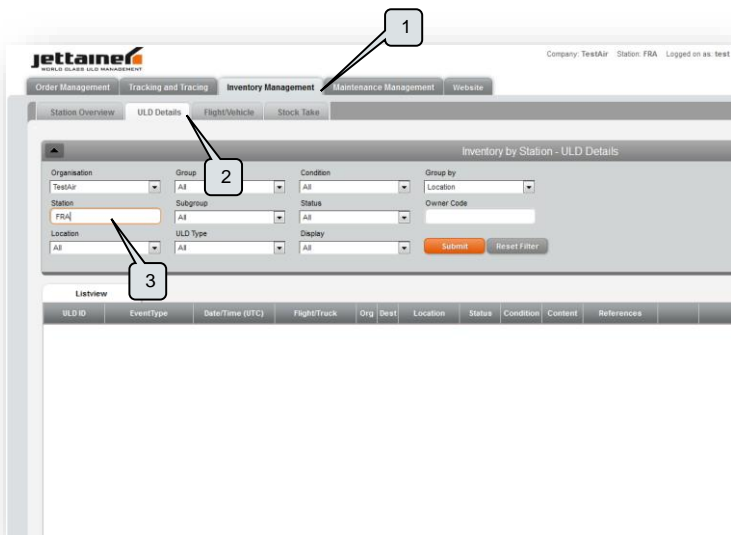 1
jettainer
WORLD CLASS ULD MANAGEMENT
Company: TestAir Station: FRA Logged on as: test
Order Management Tracking and Tracing Inventory Management Maintenance Management Website
Station Overview ULD Details Flight/Vehicle Stock Take
2
Inventory by Station - ULD Details
Organisation Group Condition Group by
TestAir All All Location
Station Subgroup Status Owner Code
FRA All All
Location ULD Type Display
All All All Submit Reset Filter
3
Listview
ULD ID EventType Date/Time (UTC) Flight/Truck Org Dest Location Status Condition Content References